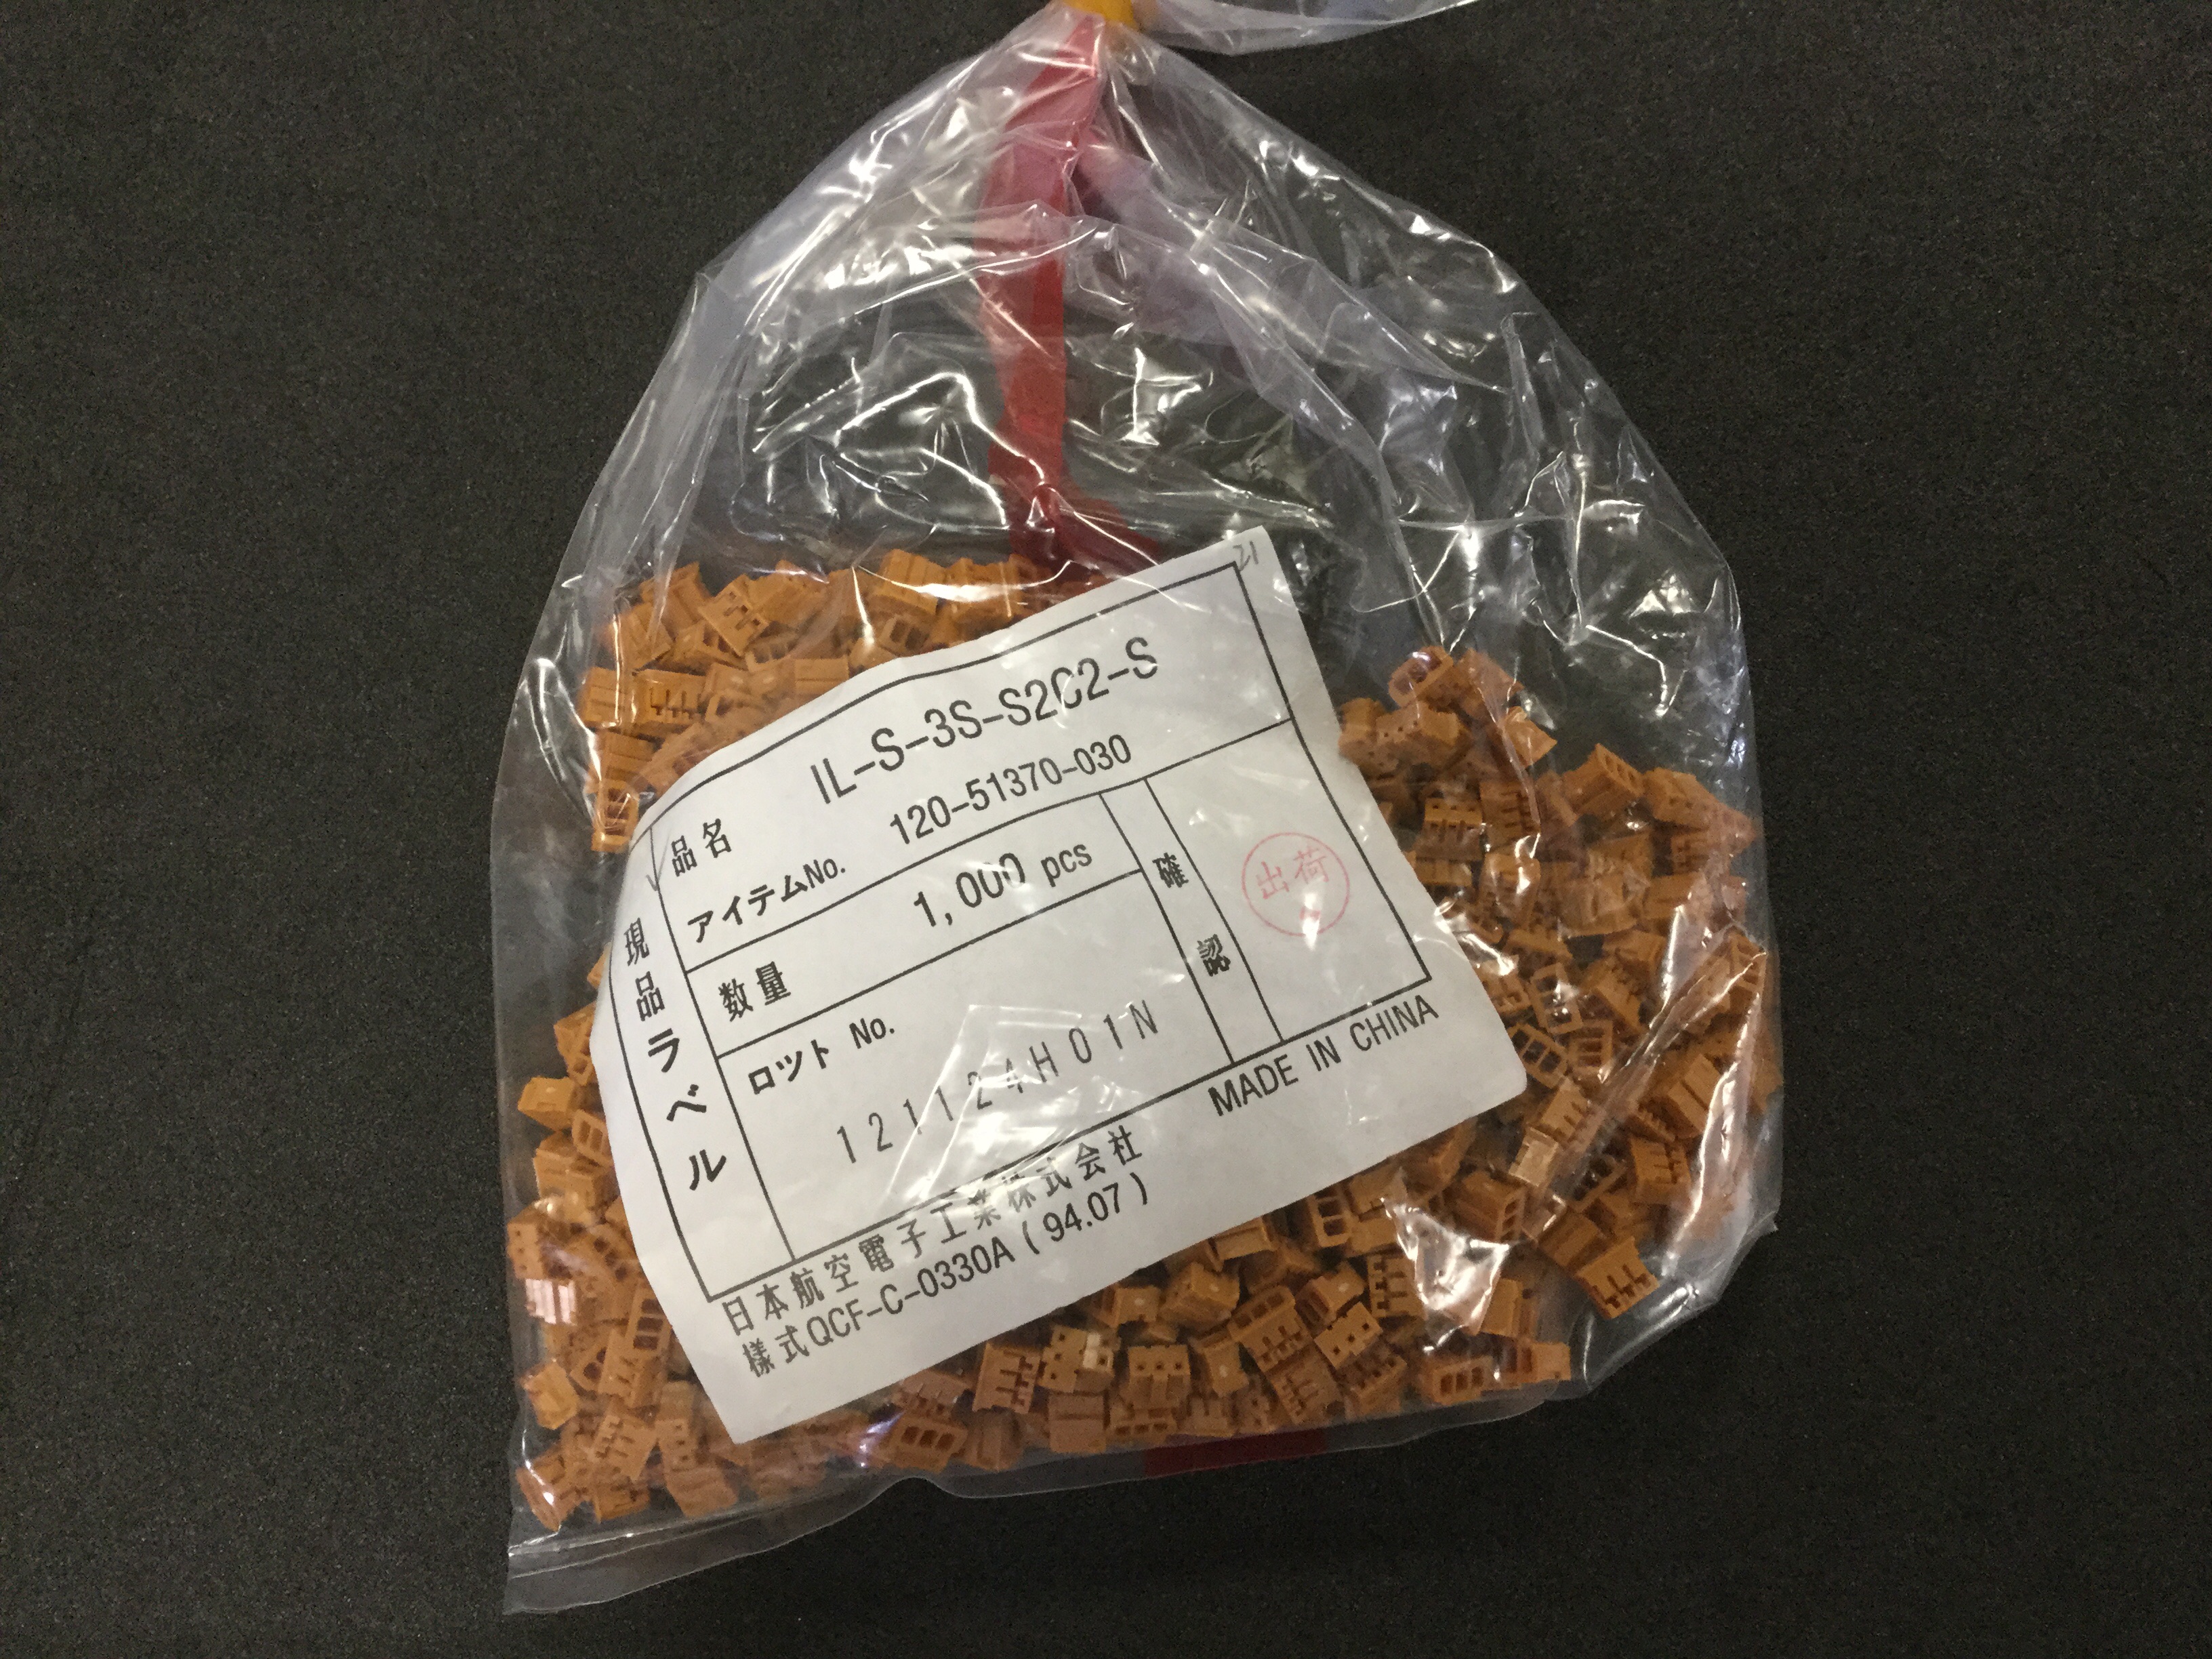 現品ラベル
品名 IL-S-3S-S2C2-S
アイテムNo. 120-51370-030
数量 1,000 pcs
ロツト No.
121124H01N
確認
出荷
MADE IN CHINA
日本航空電子工業株式会社
様式QCF-C-0330A(94.07)